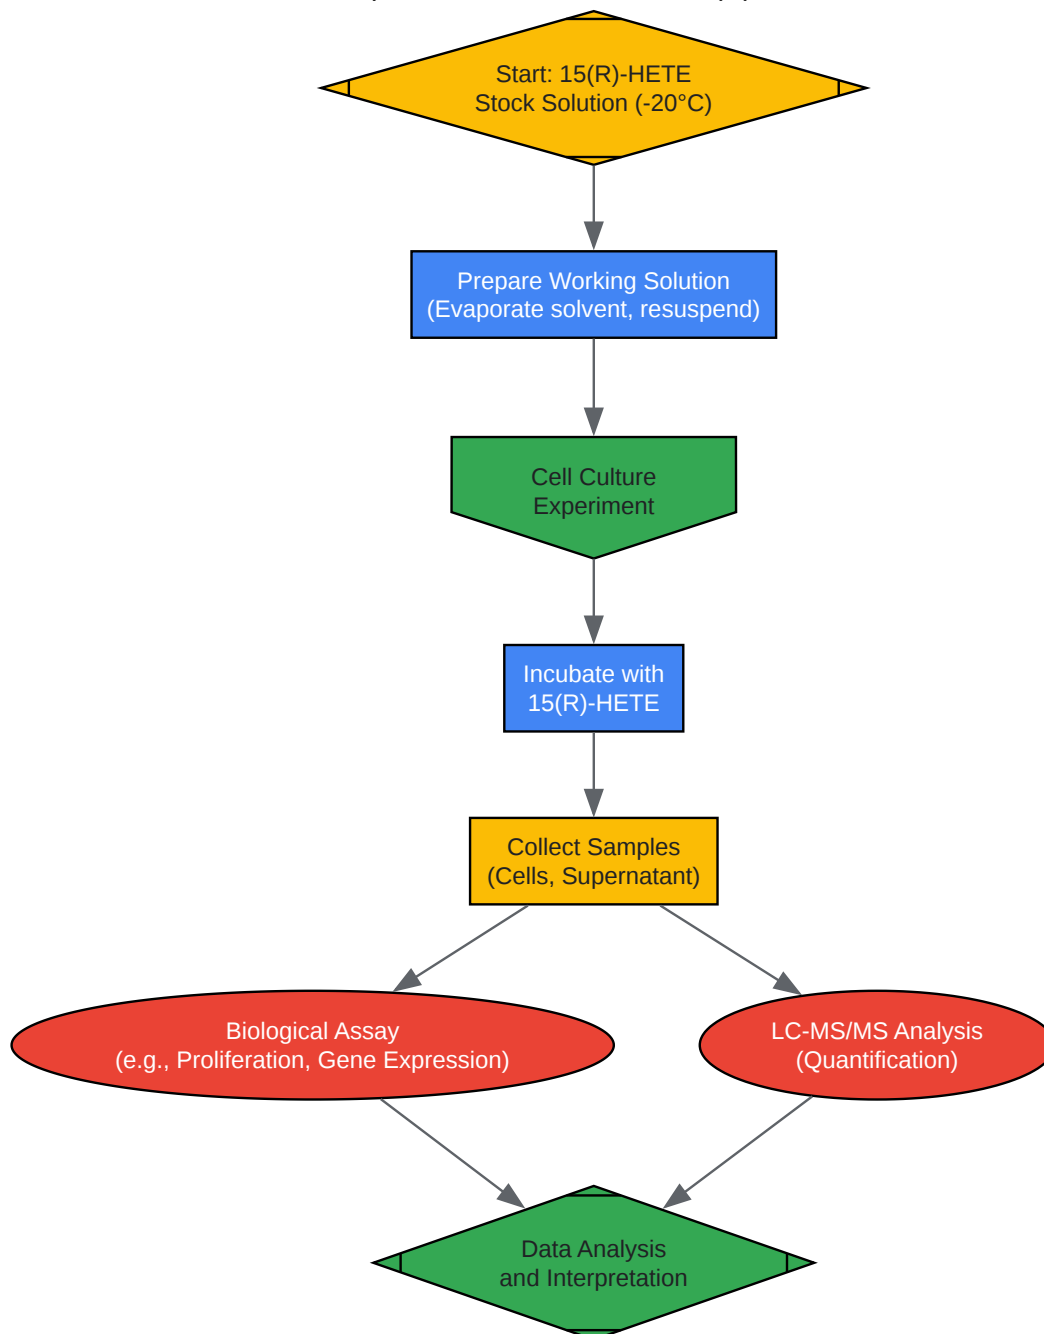 Start: 15(R)-HETE
Stock Solution (-20°C)
Prepare Working Solution
(Evaporate solvent, resuspend)
Cell Culture
Experiment
Incubate with
15(R)-HETE
Collect Samples
(Cells, Supernatant)
Biological Assay
(e.g., Proliferation, Gene Expression)
LC-MS/MS Analysis
(Quantification)
Data Analysis
and Interpretation